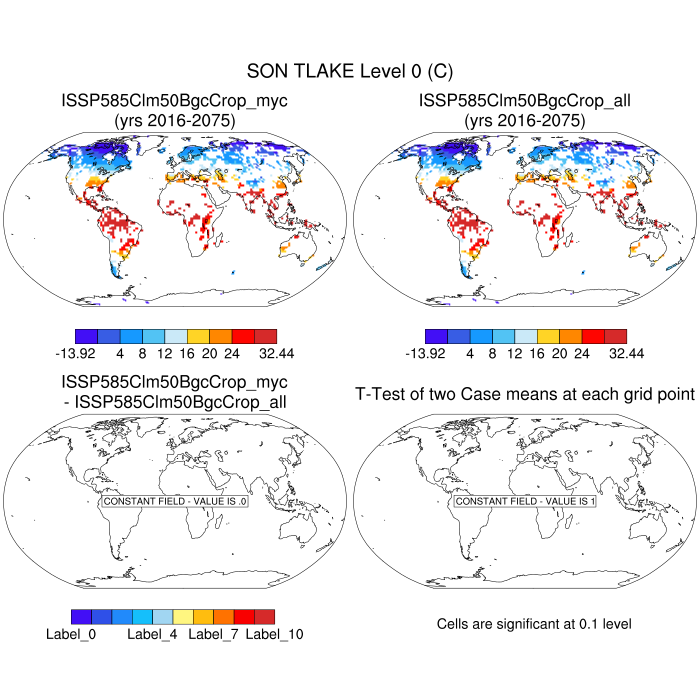 SON TLAKE Level 0 (C)
ISSP585Clm50BgcCrop_myc
(yrs 2016-2075)
ISSP585Clm50BgcCrop_all
(yrs 2016-2075)
-13.92 4 8 12 16 20 24 32.44
-13.92 4 8 12 16 20 24 32.44
ISSP585Clm50BgcCrop_myc
- ISSP585Clm50BgcCrop_all
T-Test of two Case means at each grid point
CONSTANT FIELD - VALUE IS .0
CONSTANT FIELD - VALUE IS 1
Label_0 Label_4 Label_7 Label_10
Cells are significant at 0.1 level